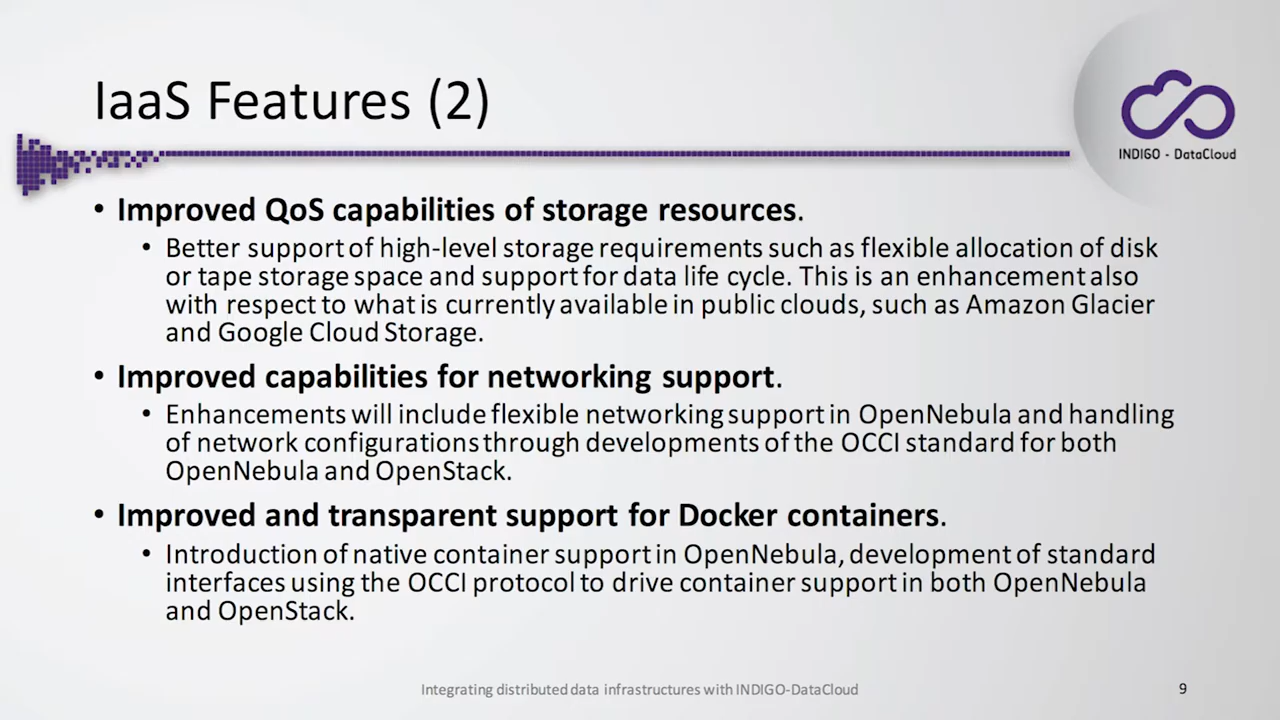 IaaS Features (2)
INDIGO - DataCloud
• Improved QoS capabilities of storage resources.
• Better support of high-level storage requirements such as flexible allocation of disk
or tape storage space and support for data life cycle. This is an enhancement also
with respect to what is currently available in public clouds, such as Amazon Glacier
and Google Cloud Storage.
• Improved capabilities for networking support.
• Enhancements will include flexible networking support in OpenNebula and handling
of network configurations through developments of the OCCI standard for both
OpenNebula and OpenStack.
• Improved and transparent support for Docker containers.
• Introduction of native container support in OpenNebula, development of standard
interfaces using the OCCI protocol to drive container support in both OpenNebula
and OpenStack.
Integrating distributed data infrastructures with INDIGO-DataCloud
9